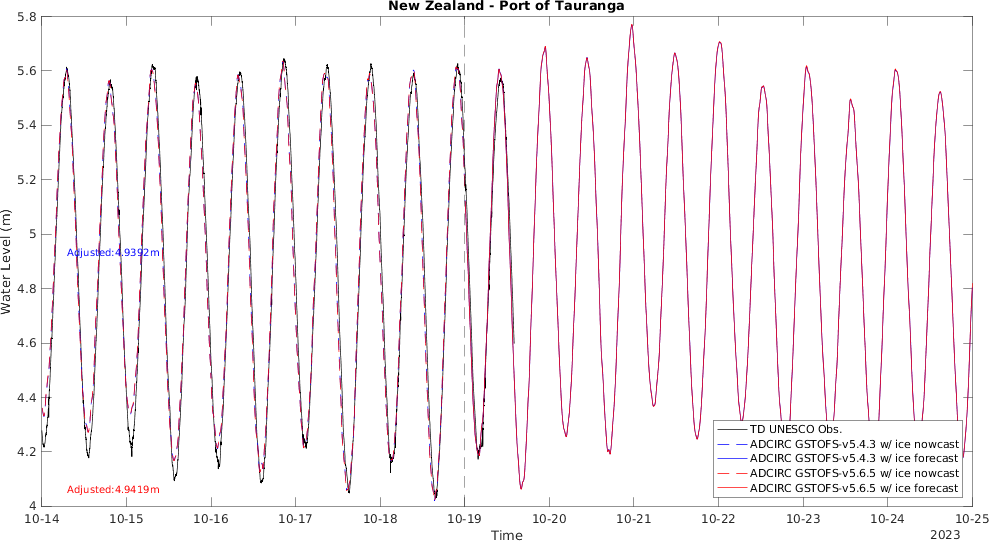 New Zealand - Port of Tauranga
5.8
5.6
5.4
5.2
5
4.8
4.6
4.4
4.2
4
Water Level (m)
Adjusted:4.9392m
Adjusted:4.9419m
TD UNESCO Obs.
ADCIRC GSTOFS-v5.4.3 w/ ice nowcast
ADCIRC GSTOFS-v5.4.3 w/ ice forecast
ADCIRC GSTOFS-v5.6.5 w/ ice nowcast
ADCIRC GSTOFS-v5.6.5 w/ ice forecast
10-14 10-15 10-16 10-17 10-18 10-19 10-20 10-21 10-22 10-23 10-24 10-25
Time
2023